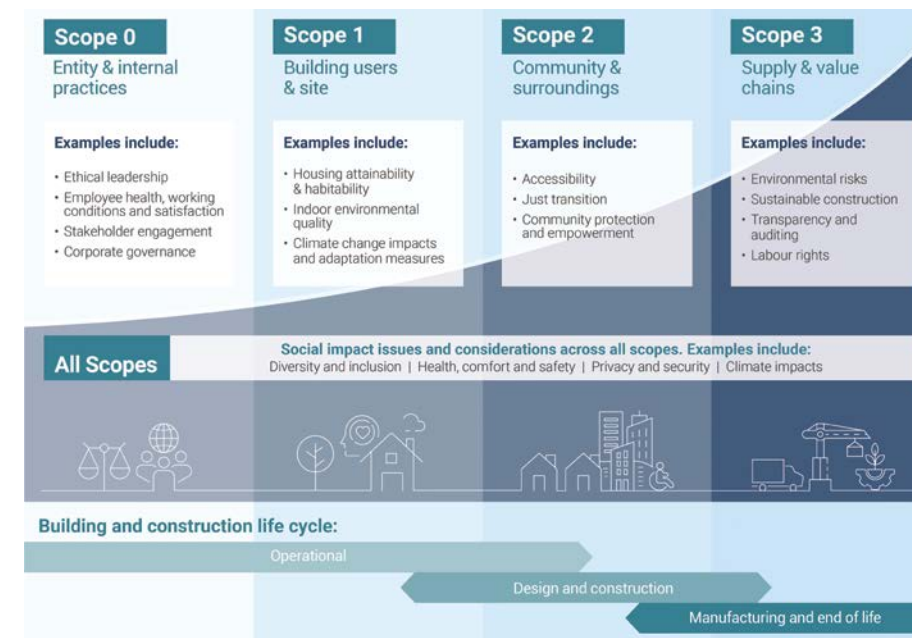 Scope 0
Entity & internal
practices
Examples include:
• Ethical leadership
• Employee health, working
conditions and satisfaction
• Stakeholder engagement
• Corporate governance
Scope 1
Building users
& site
Examples include:
• Housing attainability
& habitability
• Indoor environmental
quality
• Climate change impacts
and adaptation measures
Scope 2
Community &
surroundings
Examples include:
• Accessibility
• Just transition
• Community protection
and empowerment
Scope 3
Supply & value
chains
Examples include:
• Environmental risks
• Sustainable construction
• Transparency and
auditing
• Labour rights
All Scopes
Social impact issues and considerations across all scopes. Examples include:
Diversity and inclusion | Health, comfort and safety | Privacy and security | Climate impacts
Building and construction life cycle:
Operational
Design and construction
Manufacturing and end of life